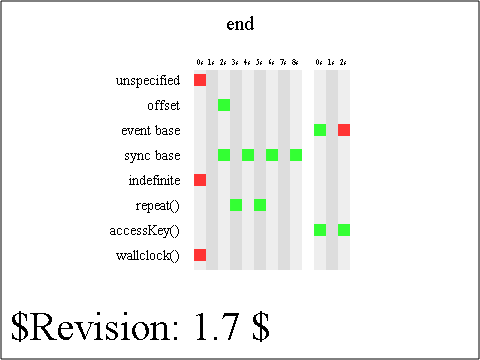 end
0s 1s 2s 3s 4s 5s 6s 7s 8s 0s 1s 2s
unspecified
offset
event base
sync base
indefinite
repeat()
accessKey()
wallclock()
$Revision: 1.7 $